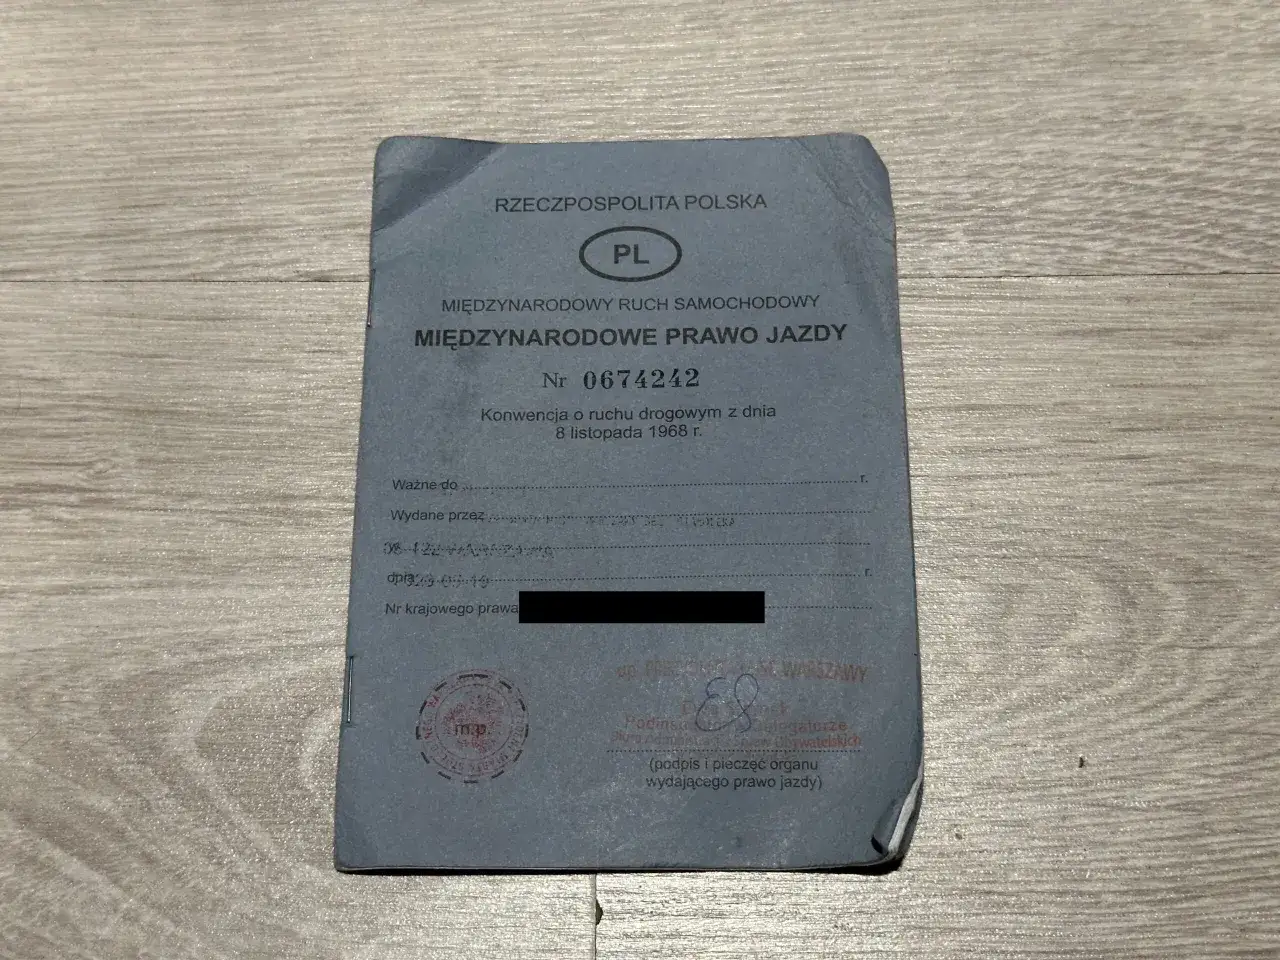 RZECZPOSPOLITA POLSKA
PL
MIĘDZYNARODOWY RUCH SAMOCHODOWY
MIĘDZYNARODOWE PRAWO JAZDY
Nr 0674242
Konwencja o ruchu drogowym z dnia
8 listopada 1968 r.
Ważne do r.
Wydane przez
w
dnia r.
Nr krajowego prawa
m.p.
WARSZAWY
(podpis i pieczęć organu
wydającego prawo jazdy)